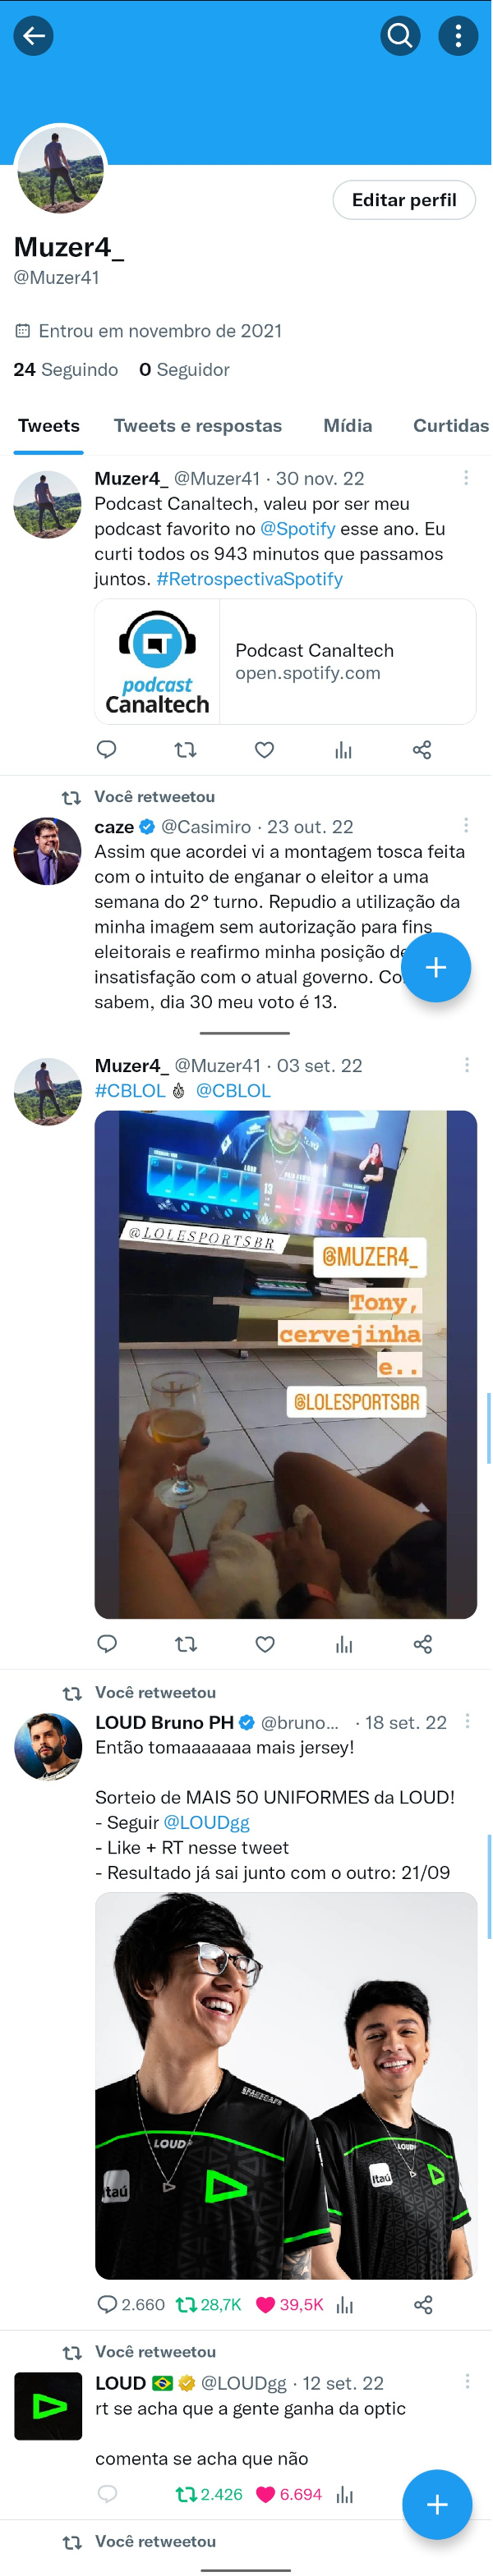 Editar perfil
Muzer4_
@Muzer41
Entrou em novembro de 2021
24 Seguindo 0 Seguidor
Tweets Tweets e respostas Mídia Curtidas
Muzer4_ @Muzer41 · 30 nov. 22
Podcast Canaltech, valeu por ser meu
podcast favorito no @Spotify esse ano. Eu
curti todos os 943 minutos que passamos
juntos. #RetrospectivaSpotify
podcast
Canaltech
Podcast Canaltech
open.spotify.com
Você retweetou
caze @Casimiro · 23 out. 22
Assim que acordei vi a montagem tosca feita
com o intuito de enganar o eleitor a uma
semana do 2° turno. Repudio a utilização da
minha imagem sem autorização para fins
eleitorais e reafirmo minha posição de
insatisfação com o atual governo. Co
sabem, dia 30 meu voto é 13.
Muzer4_ @Muzer41 · 03 set. 22
#CBLOL @CBLOL
@LOLESPORTSBR
@MUZER4_
Tony,
cervejinha
e..
@LOLESPORTSBR
Você retweetou
LOUD Bruno PH @bruno... · 18 set. 22
Então tomaaaaaaa mais jersey!
Sorteio de MAIS 50 UNIFORMES da LOUD!
- Seguir @LOUDgg
- Like + RT nesse tweet
- Resultado já sai junto com o outro: 21/09
LOUD
itaú
LOUD
Itaú
2.660 28,7K 39,5K
Você retweetou
LOUD @LOUDgg · 12 set. 22
rt se acha que a gente ganha da optic
comenta se acha que não
2.426 6.694
Você retweetou